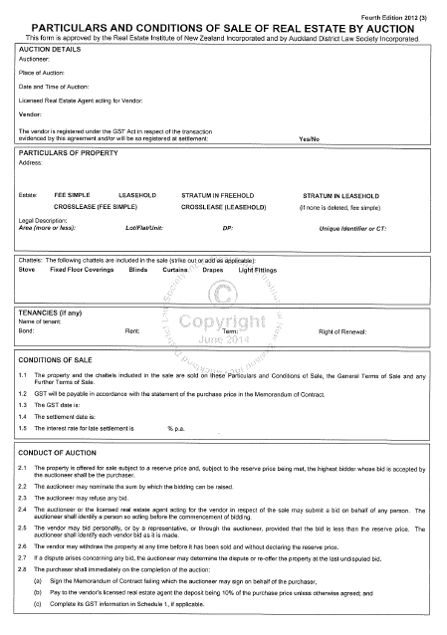 Fourth Edition 2012 (3)
PARTICULARS AND CONDITIONS OF SALE OF REAL ESTATE BY AUCTION
This form is approved by the Real Estate Institute of New Zealand Incorporated and by Auckland District Law Society Incorporated.
AUCTION DETAILS
Auctioneer:
Place of Auction:
Date and Time of Auction:
Licensed Real Estate Agent acting for Vendor:
Vendor:
The vendor is registered under the GST Act in respect of the transaction
evidenced by this agreement and/or will be so registered at settlement: Yes/No
PARTICULARS OF PROPERTY
Address:
Estate: FEE SIMPLE LEASEHOLD STRATUM IN FREEHOLD STRATUM IN LEASEHOLD
CROSSLEASE (FEE SIMPLE) CROSSLEASE (LEASEHOLD) (if none is deleted, fee simple)
Legal Description:
Area (more or less): Lot/Flat/Unit: DP: Unique Identifier or CT:
Chattels: The following chattels are included in the sale (strike out or add as applicable):
Stove Fixed Floor Coverings Blinds Curtains Drapes Light Fittings
TENANCIES (if any)
Name of tenant:
Bond: Rent: Term: Right of Renewal:
©
Copyright
June 2014
CONDITIONS OF SALE
1.1 The property and the chattels included in the sale are sold on these Particulars and Conditions of Sale, the General Terms of Sale and any
Further Terms of Sale.
1.2 GST will be payable in accordance with the statement of the purchase price in the Memorandum of Contract.
1.3 The GST date is:
1.4 The settlement date is:
1.5 The interest rate for late settlement is % p.a.
CONDUCT OF AUCTION
2.1 The property is offered for sale subject to a reserve price and, subject to the reserve price being met, the highest bidder whose bid is accepted by
the auctioneer shall be the purchaser.
2.2 The auctioneer may nominate the sum by which the bidding can be raised.
2.3 The auctioneer may refuse any bid.
2.4 The auctioneer or the licensed real estate agent acting for the vendor in respect of the sale may submit a bid on behalf of any person. The
auctioneer shall identify a person so acting before the commencement of bidding.
2.5 The vendor may bid personally, or by a representative, or through the auctioneer, provided that the bid is less than the reserve price. The
auctioneer shall identify each vendor bid as it is made.
2.6 The vendor may withdraw the property at any time before it has been sold and without declaring the reserve price.
2.7 If a dispute arises concerning any bid, the auctioneer may determine the dispute or re-offer the property at the last undisputed bid.
2.8 The purchaser shall immediately on the completion of the auction:
(a) Sign the Memorandum of Contract failing which the auctioneer may sign on behalf of the purchaser,
(b) Pay to the vendor's licensed real estate agent the deposit being 10% of the purchase price unless otherwise agreed; and
(c) Complete its GST information in Schedule 1, if applicable.